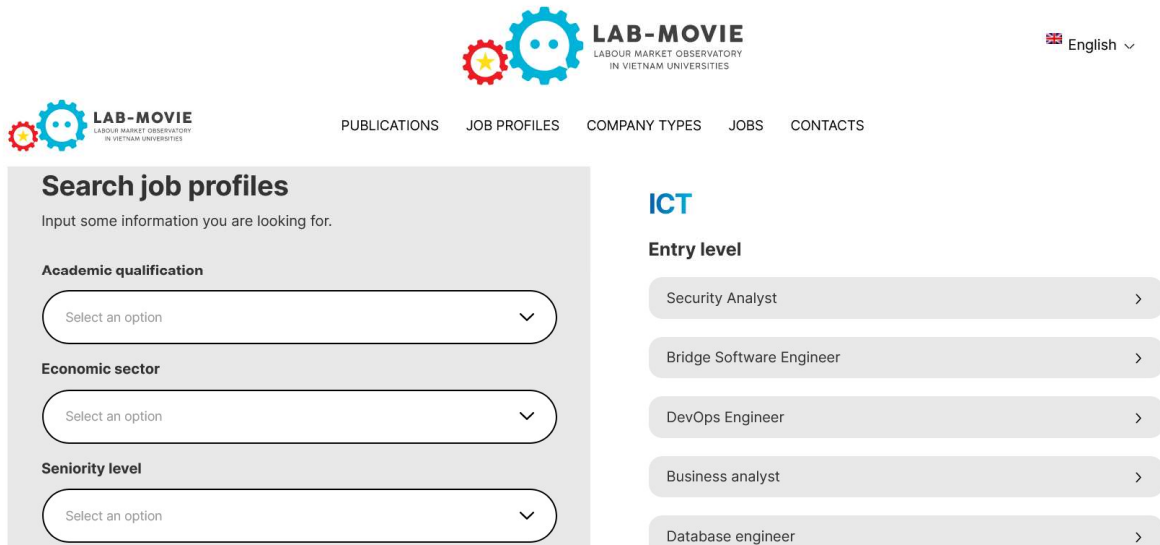 LAB-MOVIE
LABOUR MARKET OBSERVATORY
IN VIETNAM UNIVERSITIES
English
LAB-MOVIE
LABOUR MARKET OBSERVATORY
IN VIETNAM UNIVERSITIES
PUBLICATIONS JOB PROFILES COMPANY TYPES JOBS CONTACTS
Search job profiles
Input some information you are looking for.
Academic qualification
Select an option
Economic sector
Select an option
Seniority level
Select an option
ICT
Entry level
Security Analyst
Bridge Software Engineer
DevOps Engineer
Business analyst
Database engineer